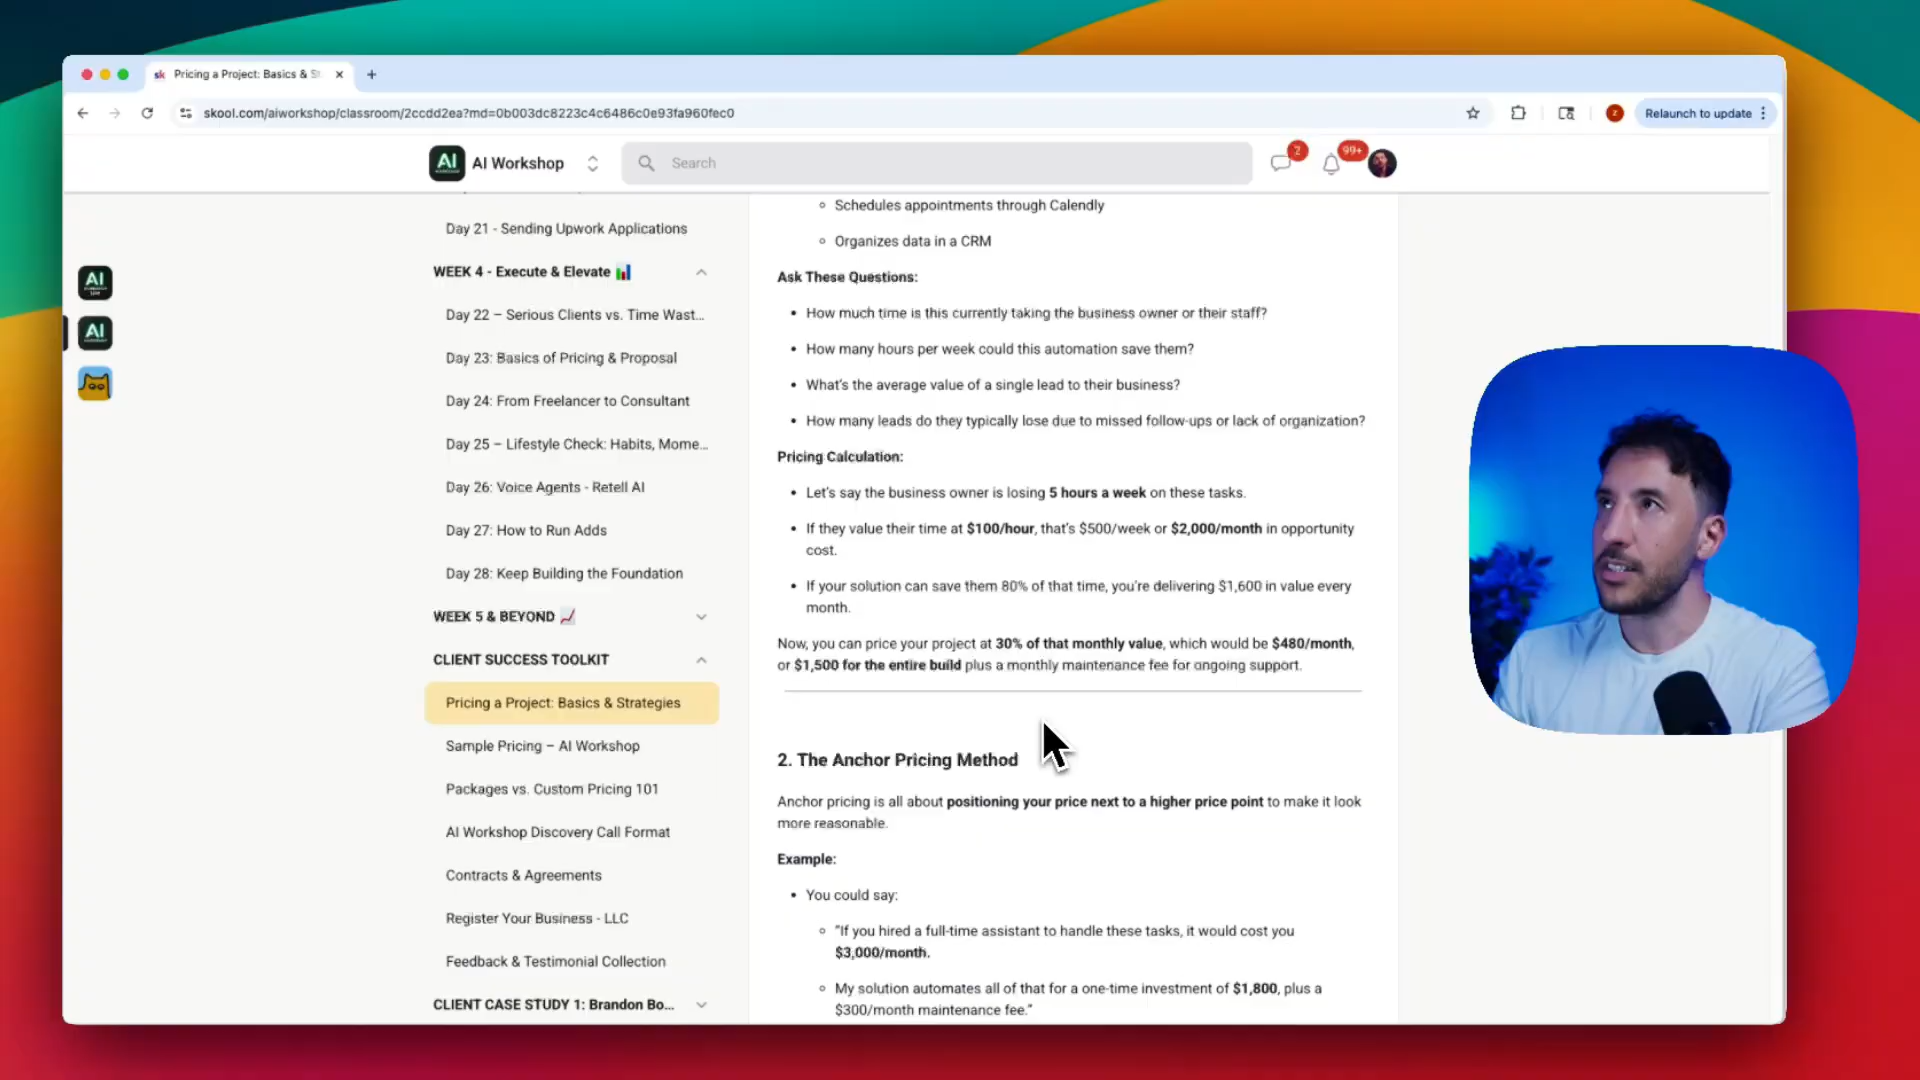 sk Pricing a Project: Basics & St
skool.com/aiworkshop/classroom/2ccdd2ea?md=0b003dc8223c4c6486c0e93fa960fec0
Z
Relaunch to update
AI
AI Workshop
Search
2
99+
AI
AI
Day 21 - Sending Upwork Applications
WEEK 4 - Execute & Elevate 📊
Day 22 – Serious Clients vs. Time Wast...
Day 23: Basics of Pricing & Proposal
Day 24: From Freelancer to Consultant
Day 25 – Lifestyle Check: Habits, Mome...
Day 26: Voice Agents - Retell AI
Day 27: How to Run Adds
Day 28: Keep Building the Foundation
WEEK 5 & BEYOND 📈
CLIENT SUCCESS TOOLKIT
Pricing a Project: Basics & Strategies
Sample Pricing – AI Workshop
Packages vs. Custom Pricing 101
AI Workshop Discovery Call Format
Contracts & Agreements
Register Your Business - LLC
Feedback & Testimonial Collection
CLIENT CASE STUDY 1: Brandon Bo...
Schedules appointments through Calendly
Organizes data in a CRM
Ask These Questions:
How much time is this currently taking the business owner or their staff?
How many hours per week could this automation save them?
What's the average value of a single lead to their business?
How many leads do they typically lose due to missed follow-ups or lack of organization?
Pricing Calculation:
Let's say the business owner is losing 5 hours a week on these tasks.
If they value their time at $100/hour, that's $500/week or $2,000/month in opportunity
cost.
If your solution can save them 80% of that time, you're delivering $1,600 in value every
month.
Now, you can price your project at 30% of that monthly value, which would be $480/month,
or $1,500 for the entire build plus a monthly maintenance fee for ongoing support.
2. The Anchor Pricing Method
Anchor pricing is all about positioning your price next to a higher price point to make it look
more reasonable.
Example:
You could say:
"If you hired a full-time assistant to handle these tasks, it would cost you
$3,000/month.
My solution automates all of that for a one-time investment of $1,800, plus a
$300/month maintenance fee."